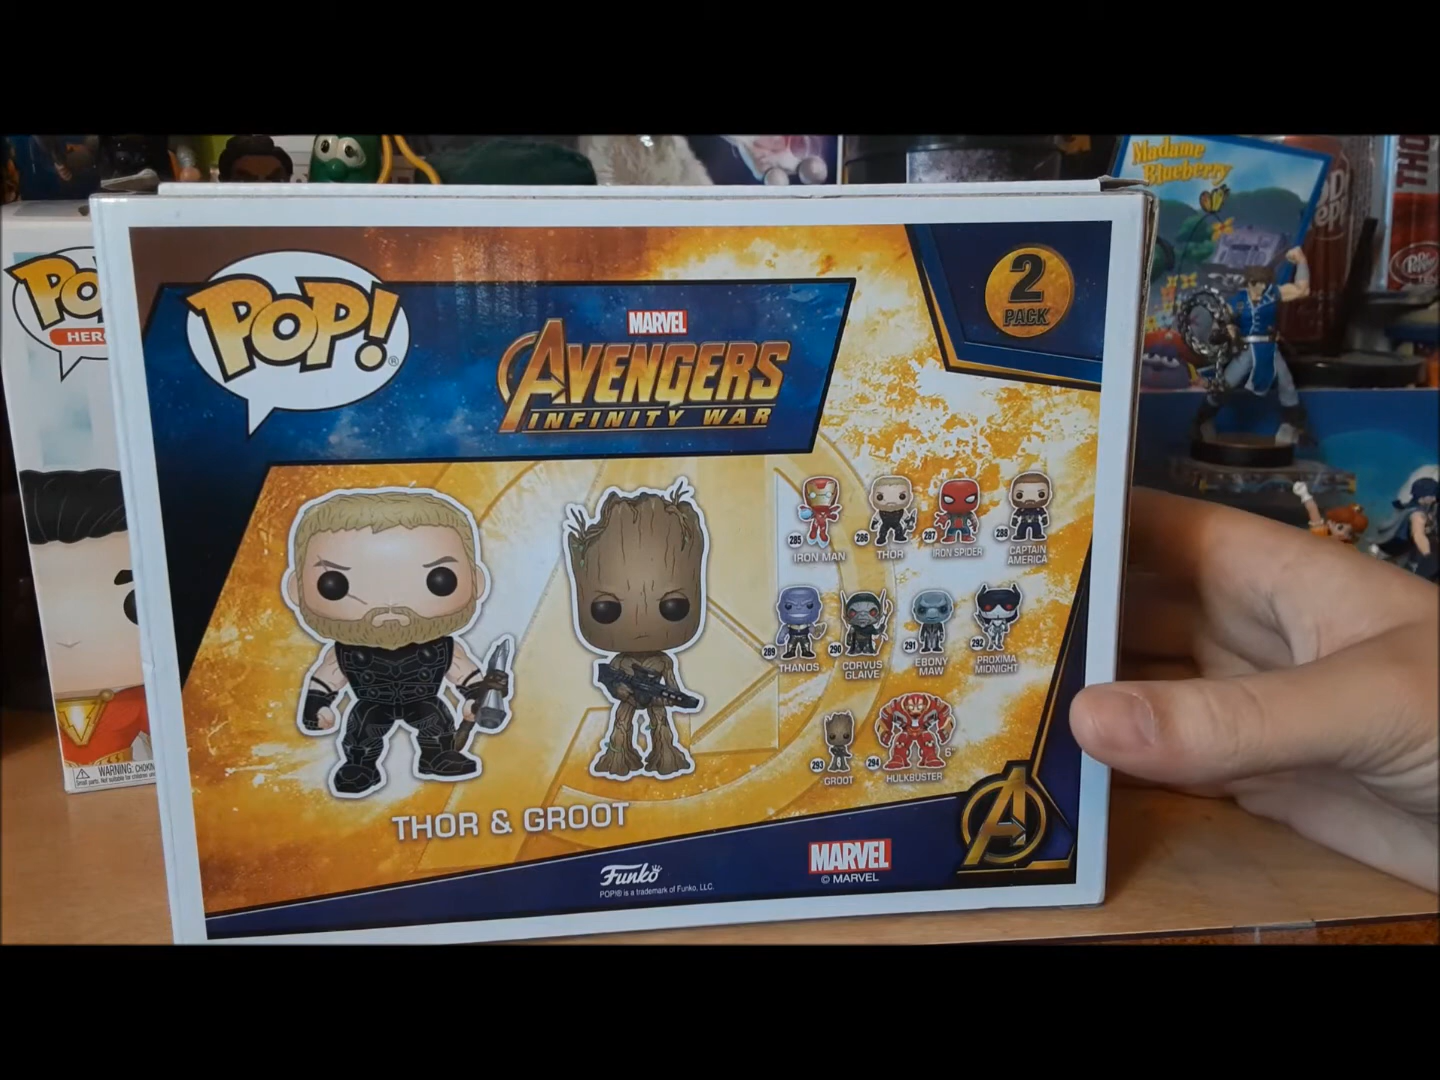 Madame
Blueberry
POP!®
MARVEL
AVENGERS
INFINITY WAR
2
PACK
285
IRON MAN
286
THOR
287
IRON SPIDER
288
CAPTAIN
AMERICA
289
THANOS
290
CORVUS
GLAIVE
291
EBONY
MAW
292
PROXIMA
MIDNIGHT
293
GROOT
294
6"
HULKBUSTER
THOR & GROOT
Funko
POP!® is a trademark of Funko, LLC.
MARVEL
© MARVEL
WARNING: